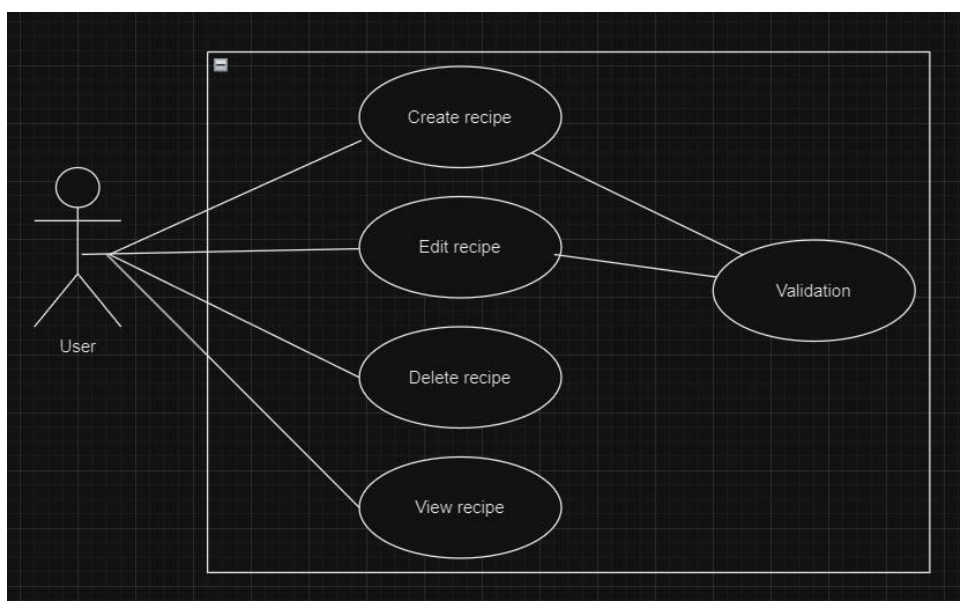 Create recipe
Edit recipe
Validation
User
Delete recipe
View recipe